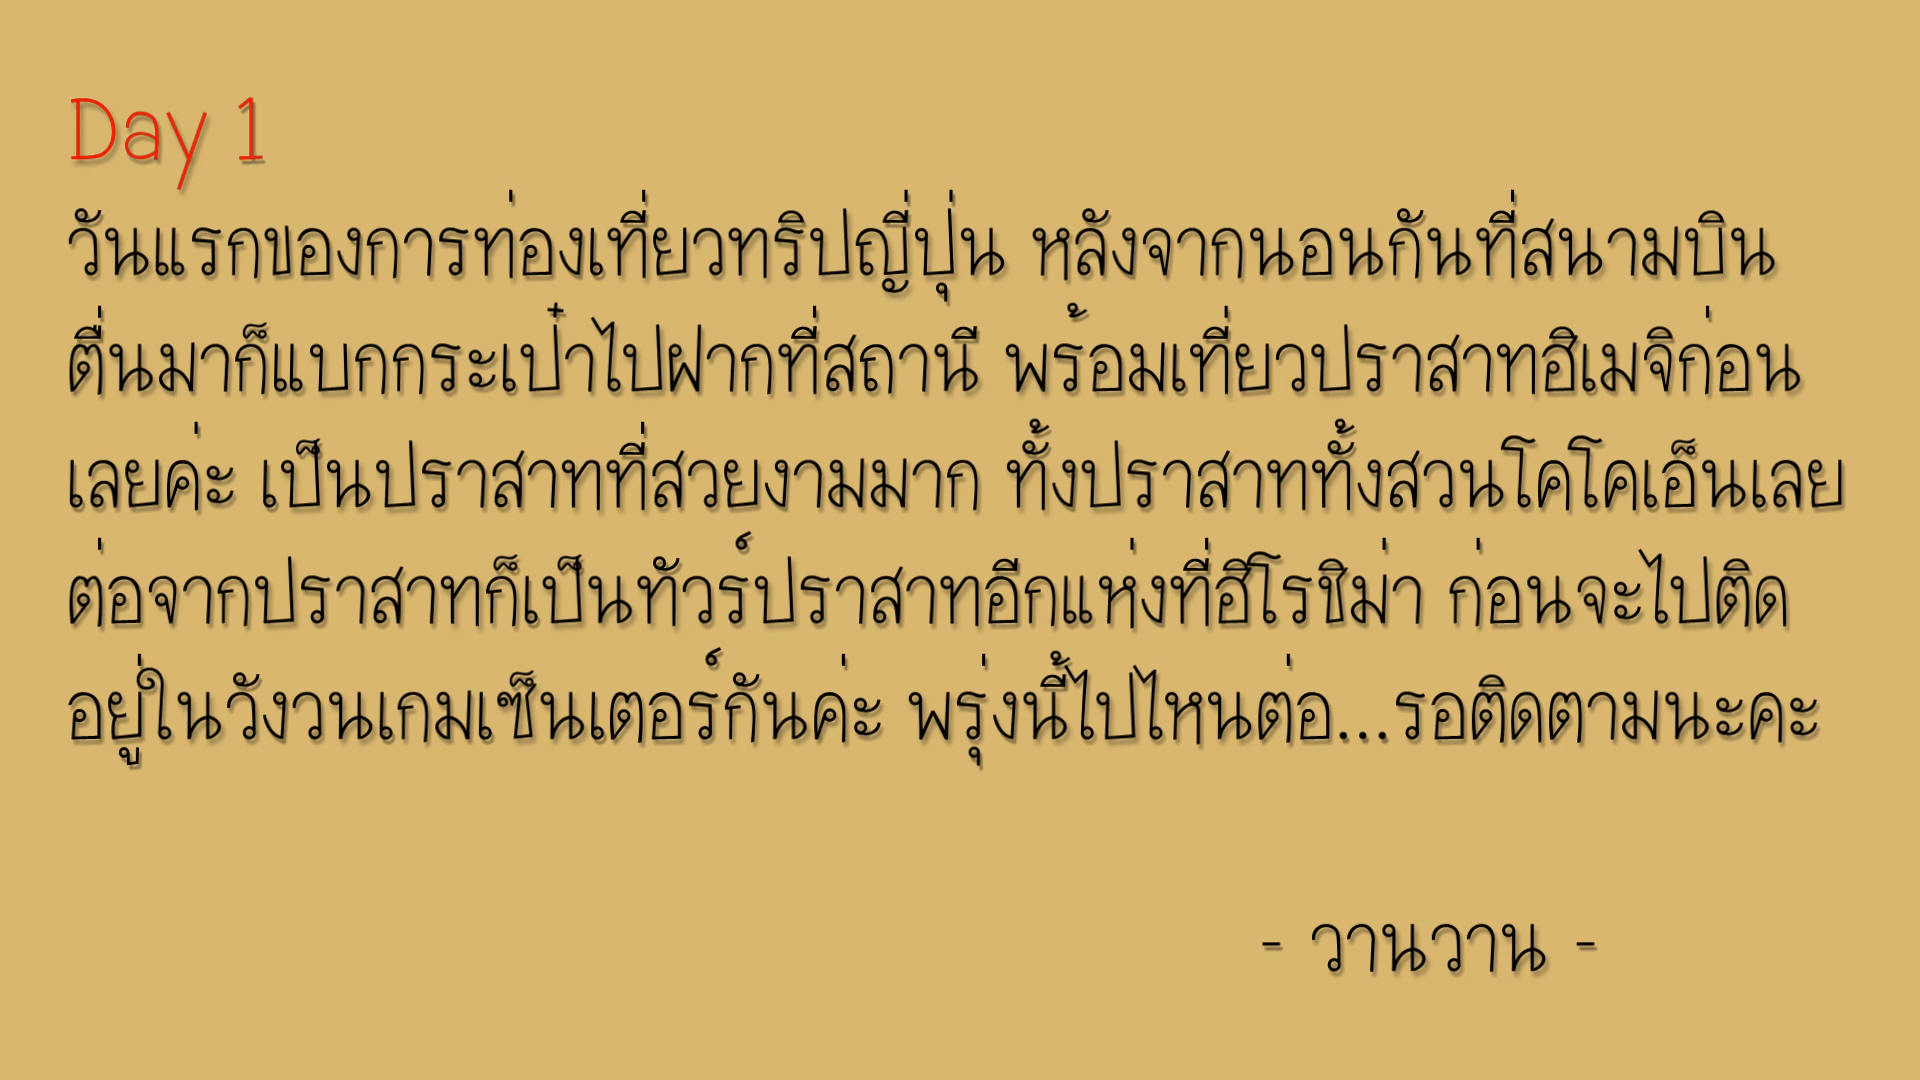 Day 1
วันแรกของการท่องเที่ยวทริปญี่ปุ่น หลังจากนอนกันที่สนามบิน
ตื่นมาก็แบกกระเป๋าไปฝากที่สถานี พร้อมเที่ยวปราสาทฮิเมจิก่อน
เลยค่ะ เป็นปราสาทที่สวยงามมาก ทั้งปราสาททั้งสวนโคโคเอ็นเลย
ต่อจากปราสาทก็เป็นทัวร์ปราสาทอีกแห่งที่ฮิโรชิม่า ก่อนจะไปติด
อยู่ในวังวนเกมเซ็นเตอร์กันค่ะ พรุ่งนี้ไปไหนต่อ...รอติดตามนะคะ
- วานวาน -